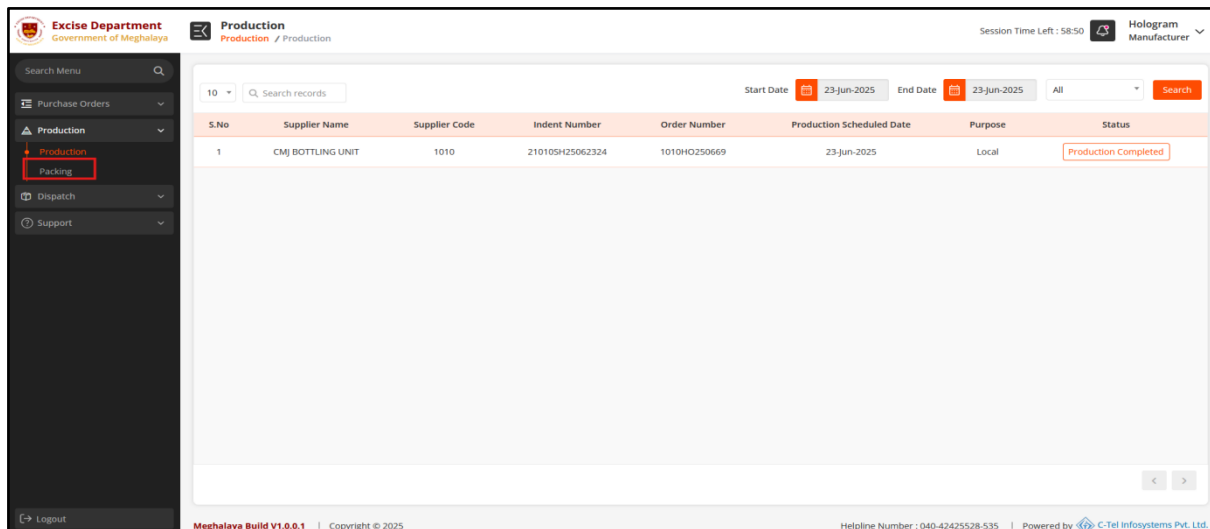 Excise Department
Government of Meghalaya
Production
Production / Production
Session Time Left : 58:50
Hologram
Manufacturer
Search Menu
Purchase Orders
Production
Production
Packing
Dispatch
Support
Logout
10
Search records
Start Date 23-Jun-2025 End Date 23-Jun-2025 All Search
S.No Supplier Name Supplier Code Indent Number Order Number Production Scheduled Date Purpose Status
1 CMJ BOTTLING UNIT 1010 21010SH25062324 1010HO250669 23-Jun-2025 Local Production Completed
Meghalaya Build V1.0.0.1 | Copyright © 2025
Helpline Number : 040-42425528-535 | Powered by C-Tel Infosystems Pvt. Ltd.